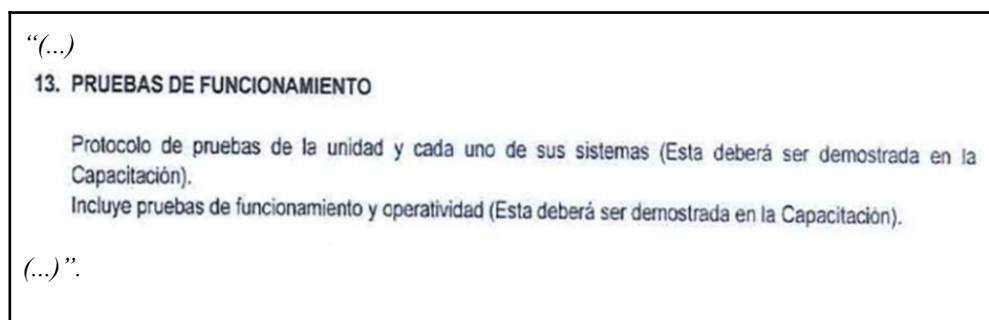 “(...)
13. PRUEBAS DE FUNCIONAMIENTO
Protocolo de pruebas de la unidad y cada uno de sus sistemas (Esta deberá ser demostrada en la
Capacitación).
Incluye pruebas de funcionamiento y operatividad (Esta deberá ser demostrada en la Capacitación).
(...)”.